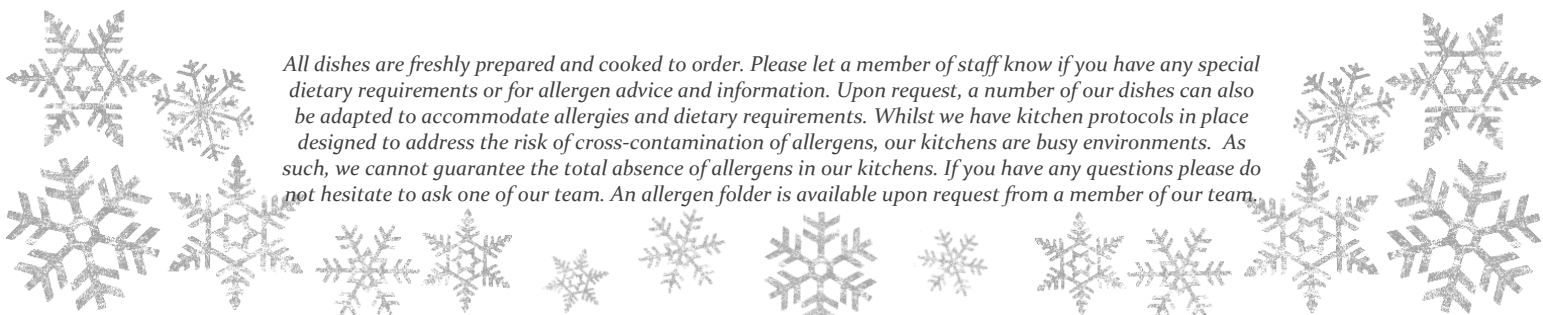 All dishes are freshly prepared and cooked to order. Please let a member of staff know if you have any special
dietary requirements or for allergen advice and information. Upon request, a number of our dishes can also
be adapted to accommodate allergies and dietary requirements. Whilst we have kitchen protocols in place
designed to address the risk of cross-contamination of allergens, our kitchens are busy environments.  As
such, we cannot guarantee the total absence of allergens in our kitchens. If you have any questions please do
not hesitate to ask one of our team. An allergen folder is available upon request from a member of our team.